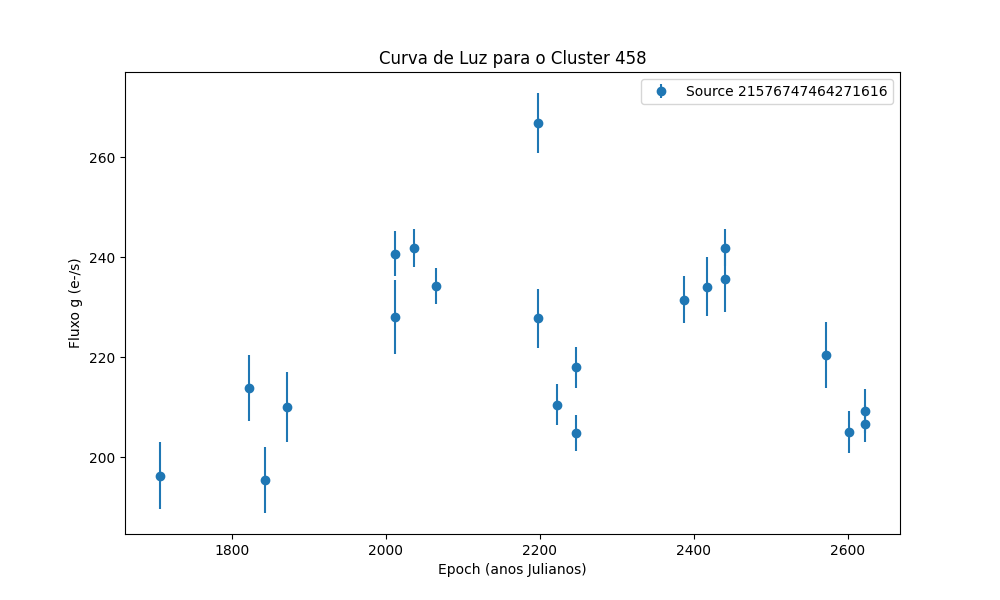 Curva de Luz para o Cluster 458
Source 21576747464271616
Fluxo g (e-/s)
260
240
220
200
1800
2000
2200
2400
2600
Epoch (anos Julianos)